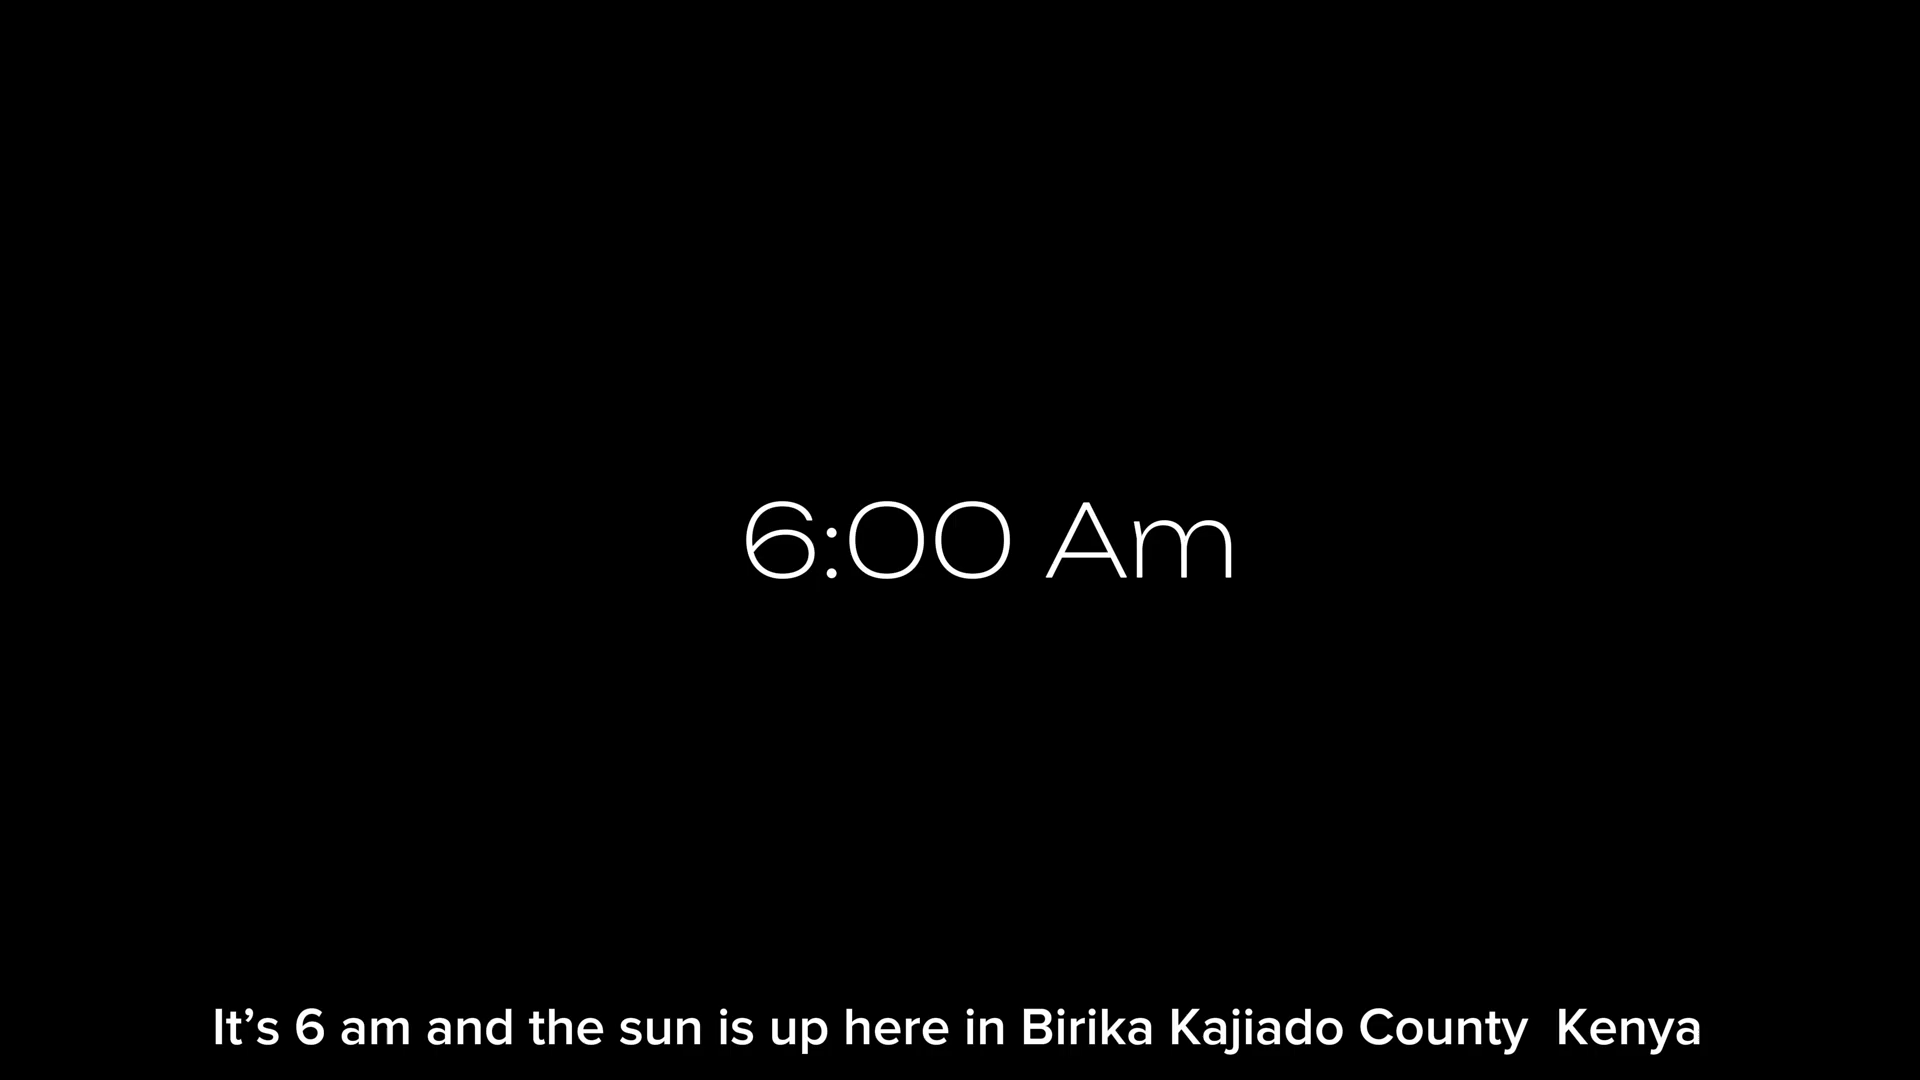 6:00 Am
It’s 6 am and the sun is up here in Birika Kajiado County  Kenya